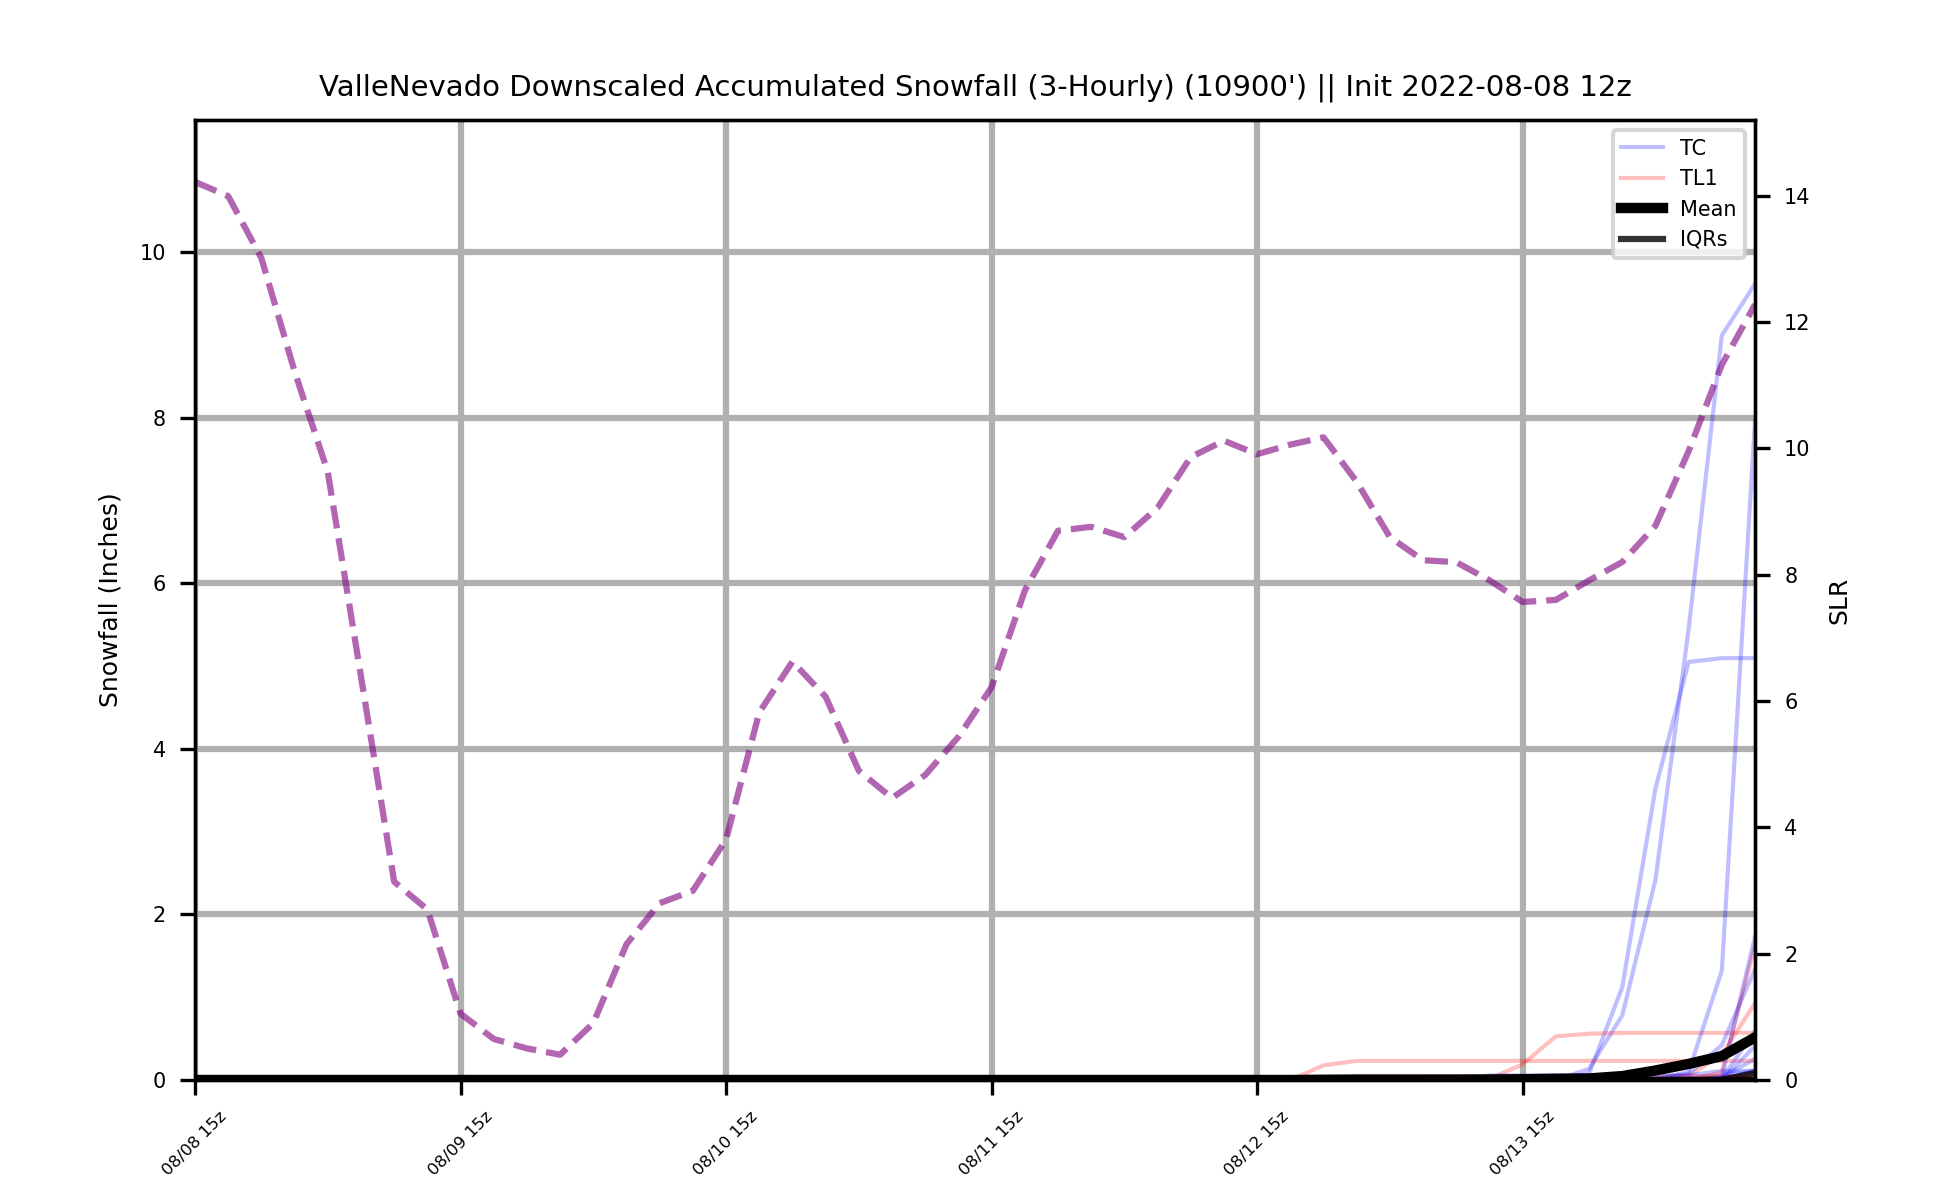 ValleNevado Downscaled Accumulated Snowfall (3-Hourly) (10900') || Init 2022-08-08 12z
TC
TL1
Mean
IQRs
Snowfall (Inches)
10
8
6
4
2
0
14
12
10
8
6
4
2
0
SLR
08/08 15z
08/09 15z
08/10 15z
08/11 15z
08/12 15z
08/13 15z